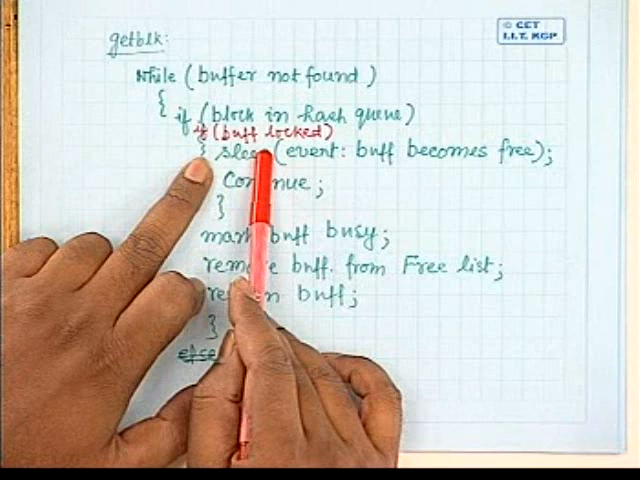 © CET
I.I.T. KGP
getblk:
while (buffer not found)
{
if (block in hash queue)
if (buff locked)
{ sleep (event: buff becomes free);
Continue;
}
mark buff busy;
remove buff. from Free list;
return buff;
}
else